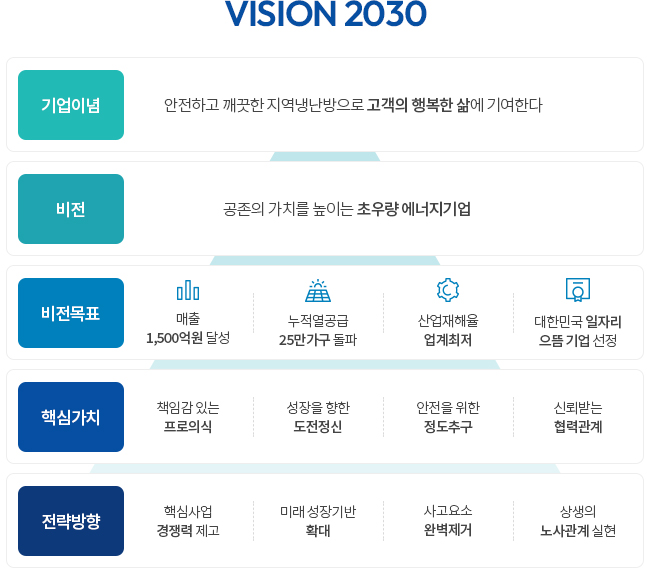 VISION 2030
기업이념
안전하고 깨끗한 지역냉난방으로 고객의 행복한 삶에 기여한다
비전
공존의 가치를 높이는 초우량 에너지기업
비전목표
매출
1,500억원 달성
누적열공급
25만가구 돌파
산업재해율
업계최저
대한민국 일자리
으뜸 기업 선정
핵심가치
책임감 있는
프로의식
성장을 향한
도전정신
안전을 위한
정도추구
신뢰받는
협력관계
전략방향
핵심사업
경쟁력 제고
미래 성장기반
확대
사고요소
완벽제거
상생의
노사관계 실현